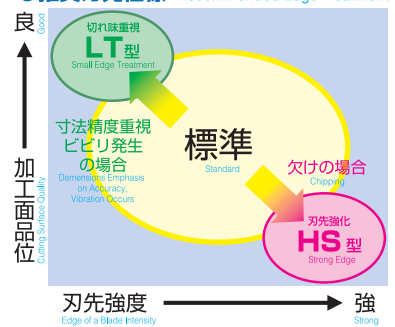 良
Good
切れ味重視
LT型
Small Edge Treatment
寸法精度重視
ビビリ発生
の場合
Demensions Emphasis
on Accuracy,
Vibration Occurs
標準
Standard
欠けの場合
Chipping
刃先強化
HS型
Strong Edge
加工面品位
Cutting Surface Quality
刃先強度
Edge of a Blade Intensity
強
Strong